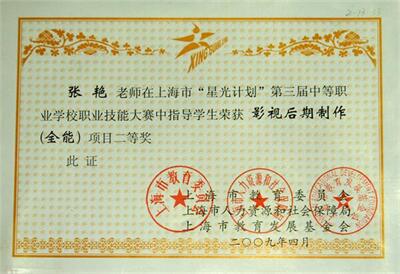 XING GUANG JIHUA
张艳 老师在上海市“星光计划”第三届中等职
业学校职业技能大赛中指导学生荣获 影视后期制作
(全能) 项目二等奖
此证
上海市教育委员会
上海市人力资源和社会保障局
上海市教育发展基金会
二〇〇九年四月